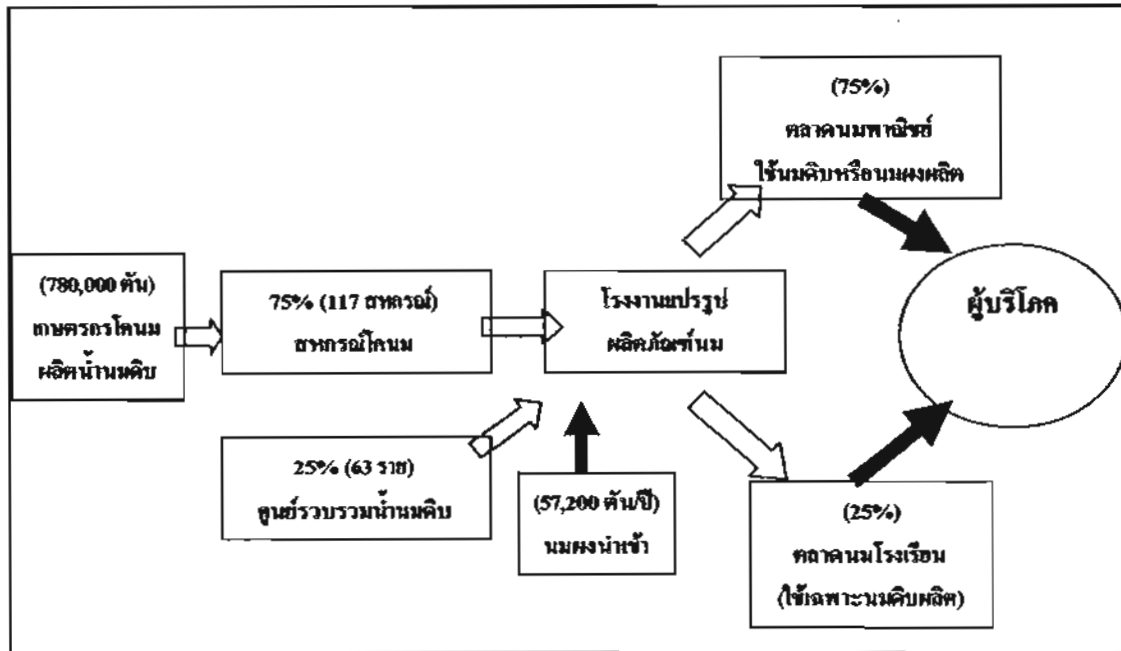 (75%)
ตลาดนมพาณิชย์
ใช้นมดิบหรือนมผงผลิต
(780,000 ตัน)
เกษตรกรโคนม
ผลิตน้ำนมดิบ
75% (117 สหกรณ์)
สหกรณ์โคนม
โรงงานแปรรูป
ผลิตภัณฑ์นม
ผู้บริโภค
25% (63 ราย)
ศูนย์รวบรวมน้ำนมดิบ
(57,200 ตัน/ปี)
นมผงนำเข้า
(25%)
ตลาดนมโรงเรียน
(ใช้เฉพาะนมดิบผลิต)